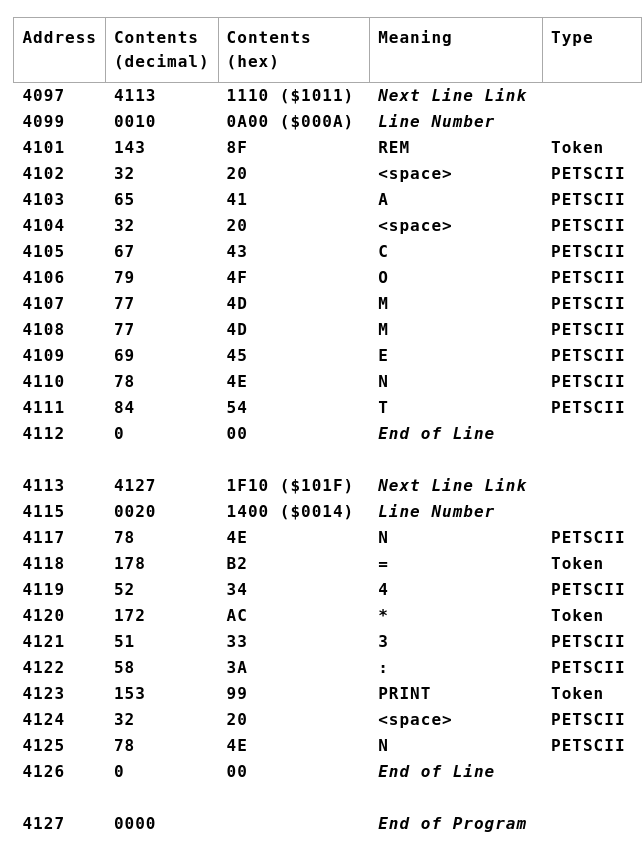 Address Contents Contents Meaning Type
(decimal) (hex)
4097 4113 1110 ($1011) Next Line Link
4099 0010 0A00 ($000A) Line Number
4101 143 8F REM Token
4102 32 20 <space> PETSCII
4103 65 41 A PETSCII
4104 32 20 <space> PETSCII
4105 67 43 C PETSCII
4106 79 4F O PETSCII
4107 77 4D M PETSCII
4108 77 4D M PETSCII
4109 69 45 E PETSCII
4110 78 4E N PETSCII
4111 84 54 T PETSCII
4112 0 00 End of Line
4113 4127 1F10 ($101F) Next Line Link
4115 0020 1400 ($0014) Line Number
4117 78 4E N PETSCII
4118 178 B2 = Token
4119 52 34 4 PETSCII
4120 172 AC * Token
4121 51 33 3 PETSCII
4122 58 3A : PETSCII
4123 153 99 PRINT Token
4124 32 20 <space> PETSCII
4125 78 4E N PETSCII
4126 0 00 End of Line
4127 0000 End of Program